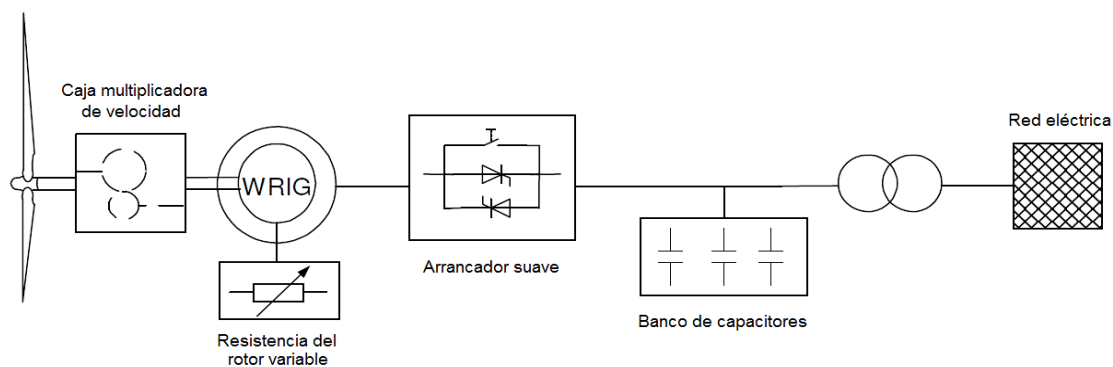 Caja multiplicadora
de velocidad
WRIG
Resistencia del
rotor variable
Arrancador suave
Banco de capacitores
Red eléctrica